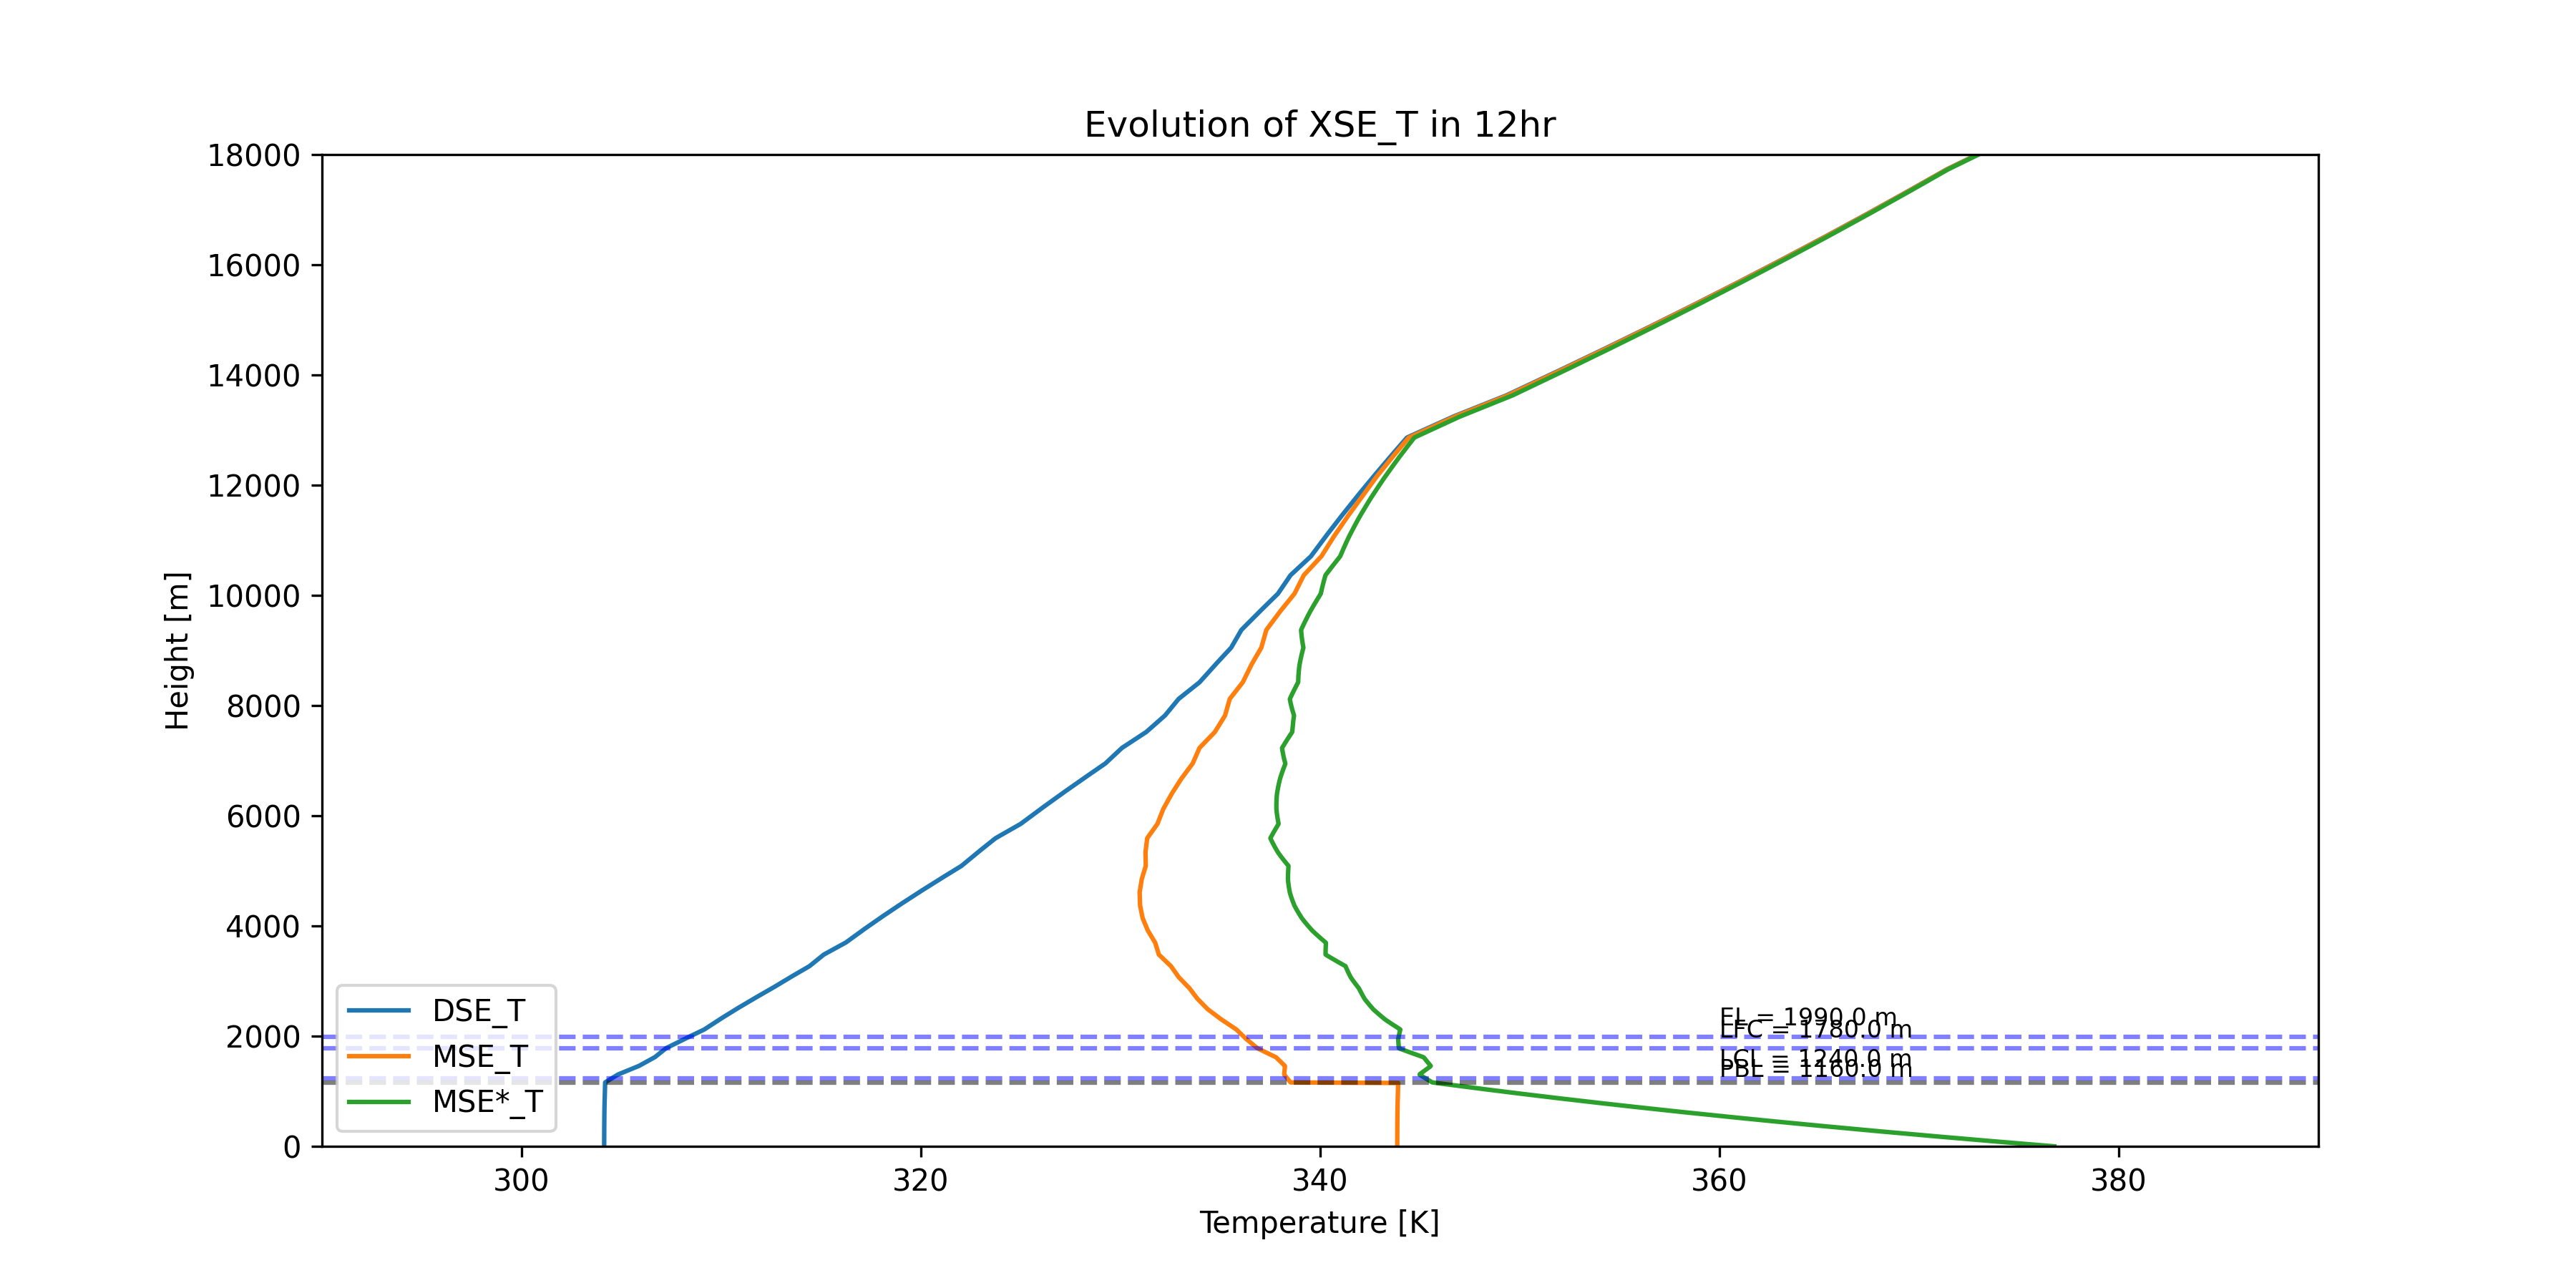 Evolution of XSE_T in 12hr
18000
16000
14000
12000
10000
8000
6000
4000
2000
0
Height [m]
EL = 1990.0 m
LFC = 1780.0 m
LCL = 1240.0 m
PBL = 1160.0 m
DSE_T
MSE_T
MSE*_T
300
320
340
360
380
Temperature [K]